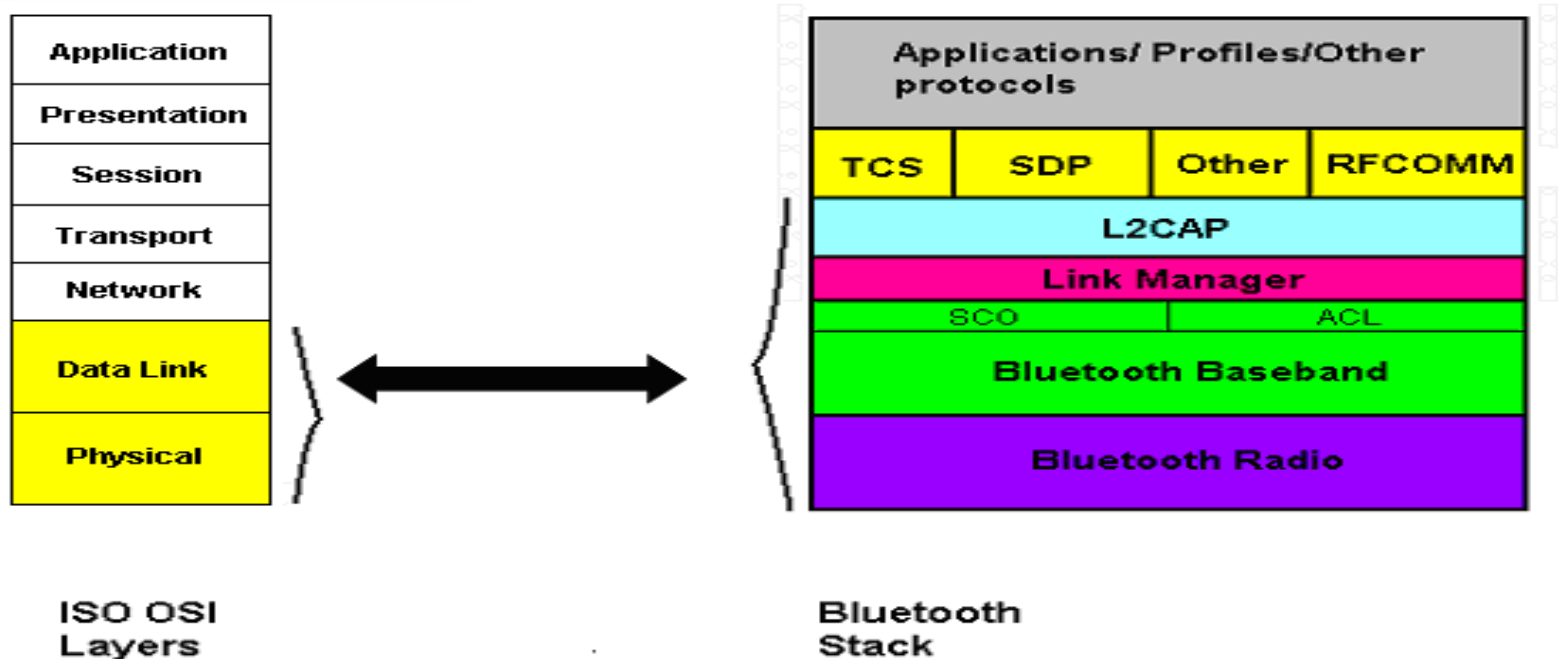 Application
Presentation
Session
Transport
Network
Data Link
Physical
ISO OSI
Layers
Applications/ Profiles/Other
protocols
TCS SDP Other RFCOMM
L2CAP
Link Manager
SCO ACL
Bluetooth Baseband
Bluetooth Radio
Bluetooth
Stack